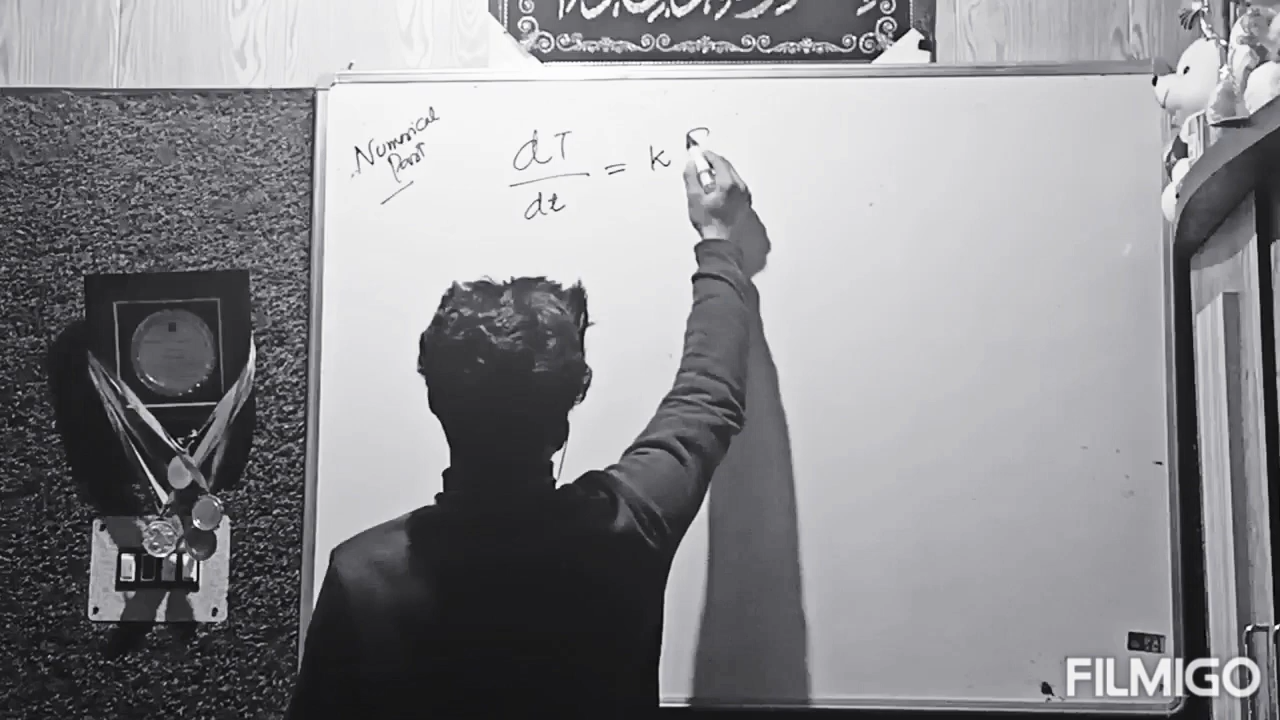 Numerical
Part
dT
dt
= k
FILMIGO